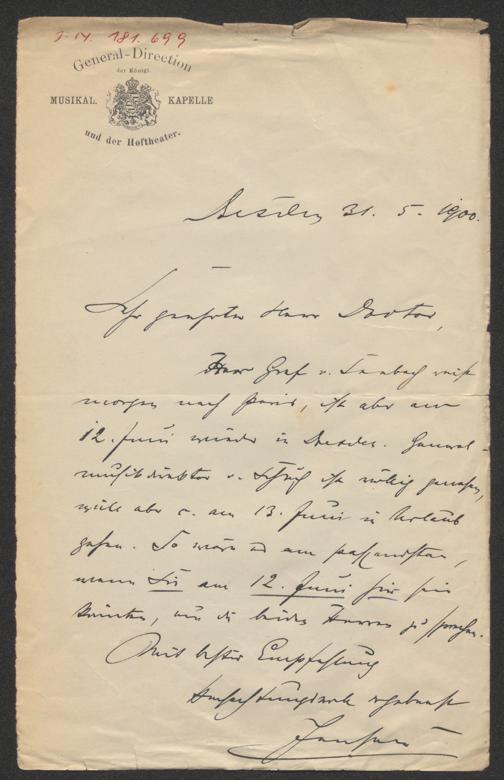 I.N. 181.699
General-Direction
der Königl.
MUSIKAL. KAPELLE
und der Hoftheater.
Dresden 31. 5. 1900.
Sehr geehrter Herr Doctor,
Herr Graf v. Seebach reist
morgen nach Paris, ist aber am
12. Juni wieder in Dresden. General-
musikdirektor v. Schuch ist völlig genesen,
will aber c. am 13. Juni in Urlaub
gehen. So wäre es am passendsten,
wenn Sie am 12. Juni hier sein
könnten, um die beiden Herren zu sprechen.
Mit bester Empfehlung
Hochachtungsvoll ergebenst